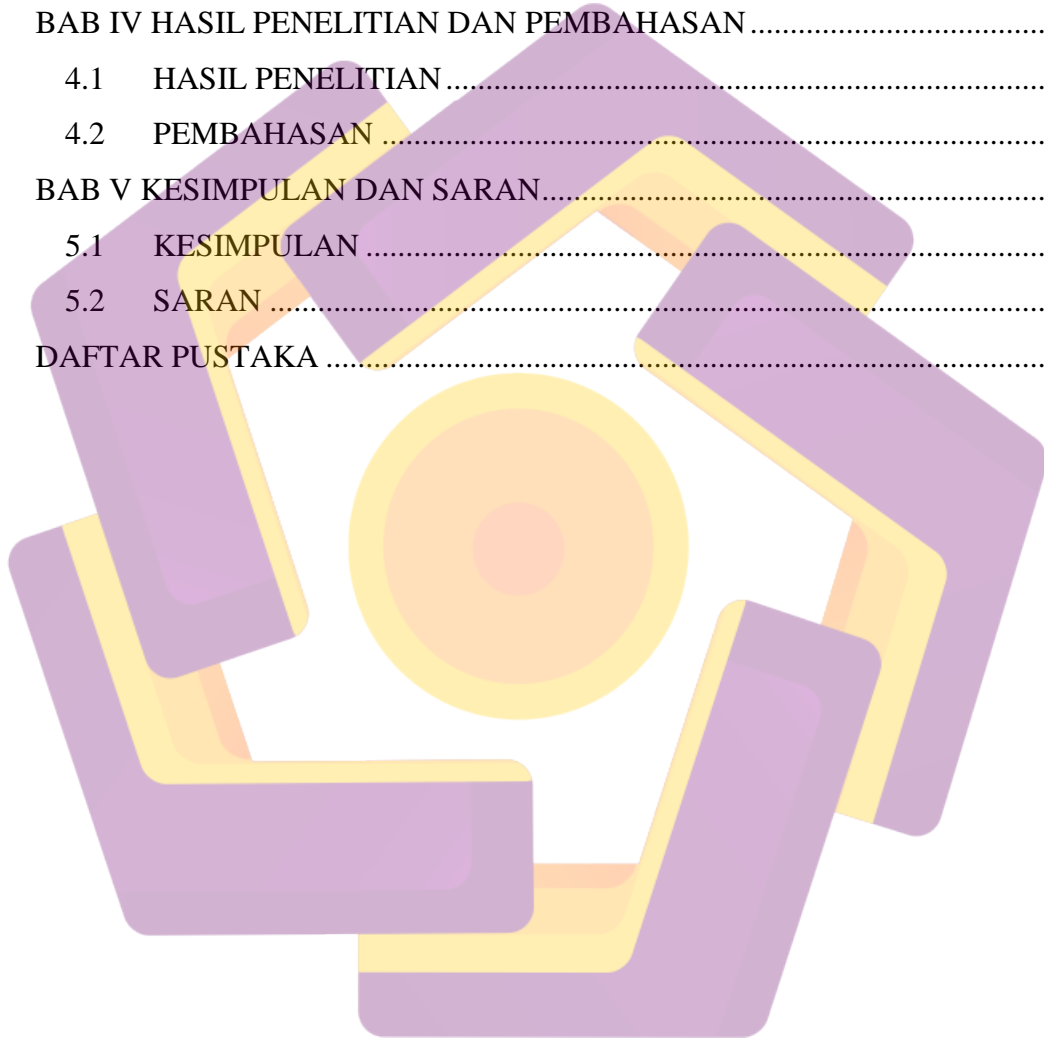 BAB IV HASIL PENELITIAN DAN PEMBAHASAN ....................................
4.1 HASIL PENELITIAN ..........................................................................
4.2 PEMBAHASAN ..................................................................................
BAB V KESIMPULAN DAN SARAN..............................................................
5.1 KESIMPULAN ....................................................................................
5.2 SARAN ................................................................................................
DAFTAR PUSTAKA .........................................................................................